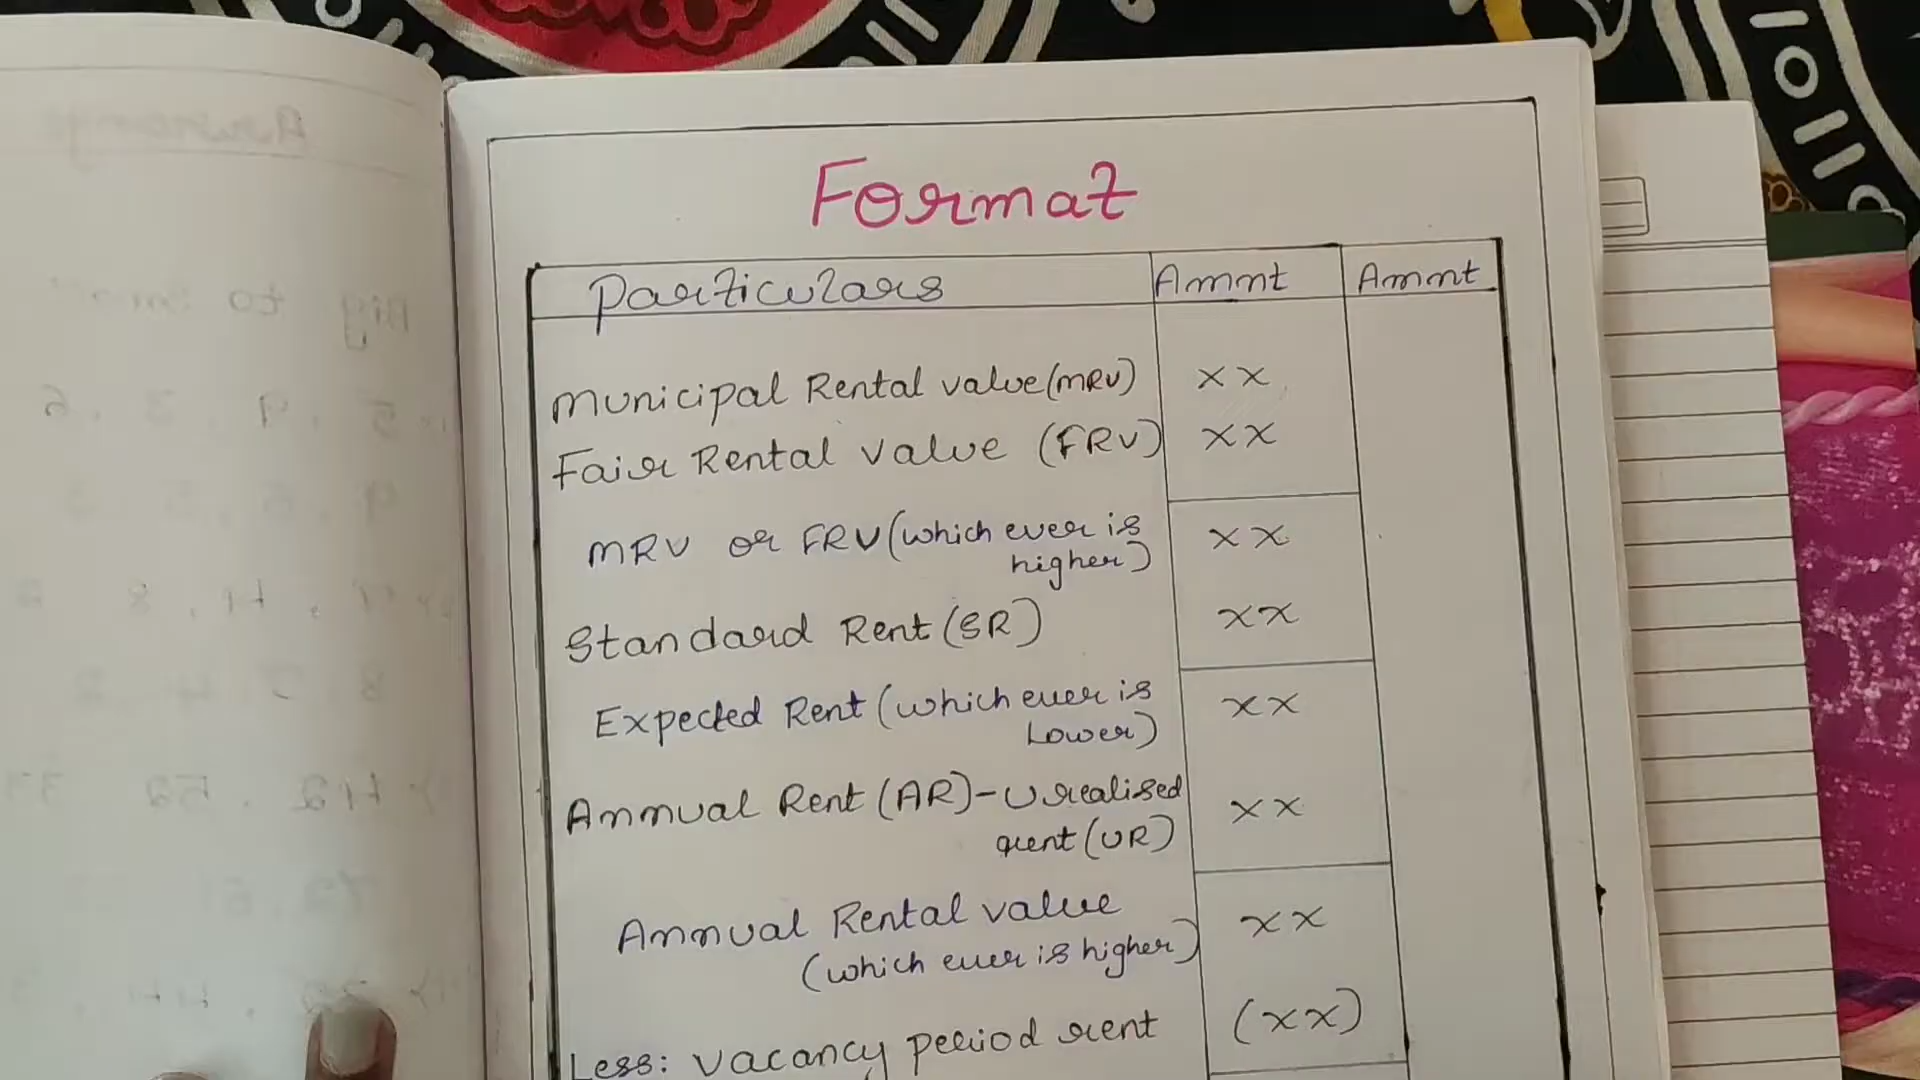 Format
Particulars Amnt Amnt
Municipal Rental value (MRV) xx
Fair Rental Value (FRV) xx
MRV or FRV (which ever is xx
higher)
Standard Rent (SR) xx
Expected Rent (which ever is xx
Lower)
Annual Rent (AR) - Urealised xx
rent (UR)
Annual Rental value xx
(which ever is higher)
Less: vacancy period rent (xx)